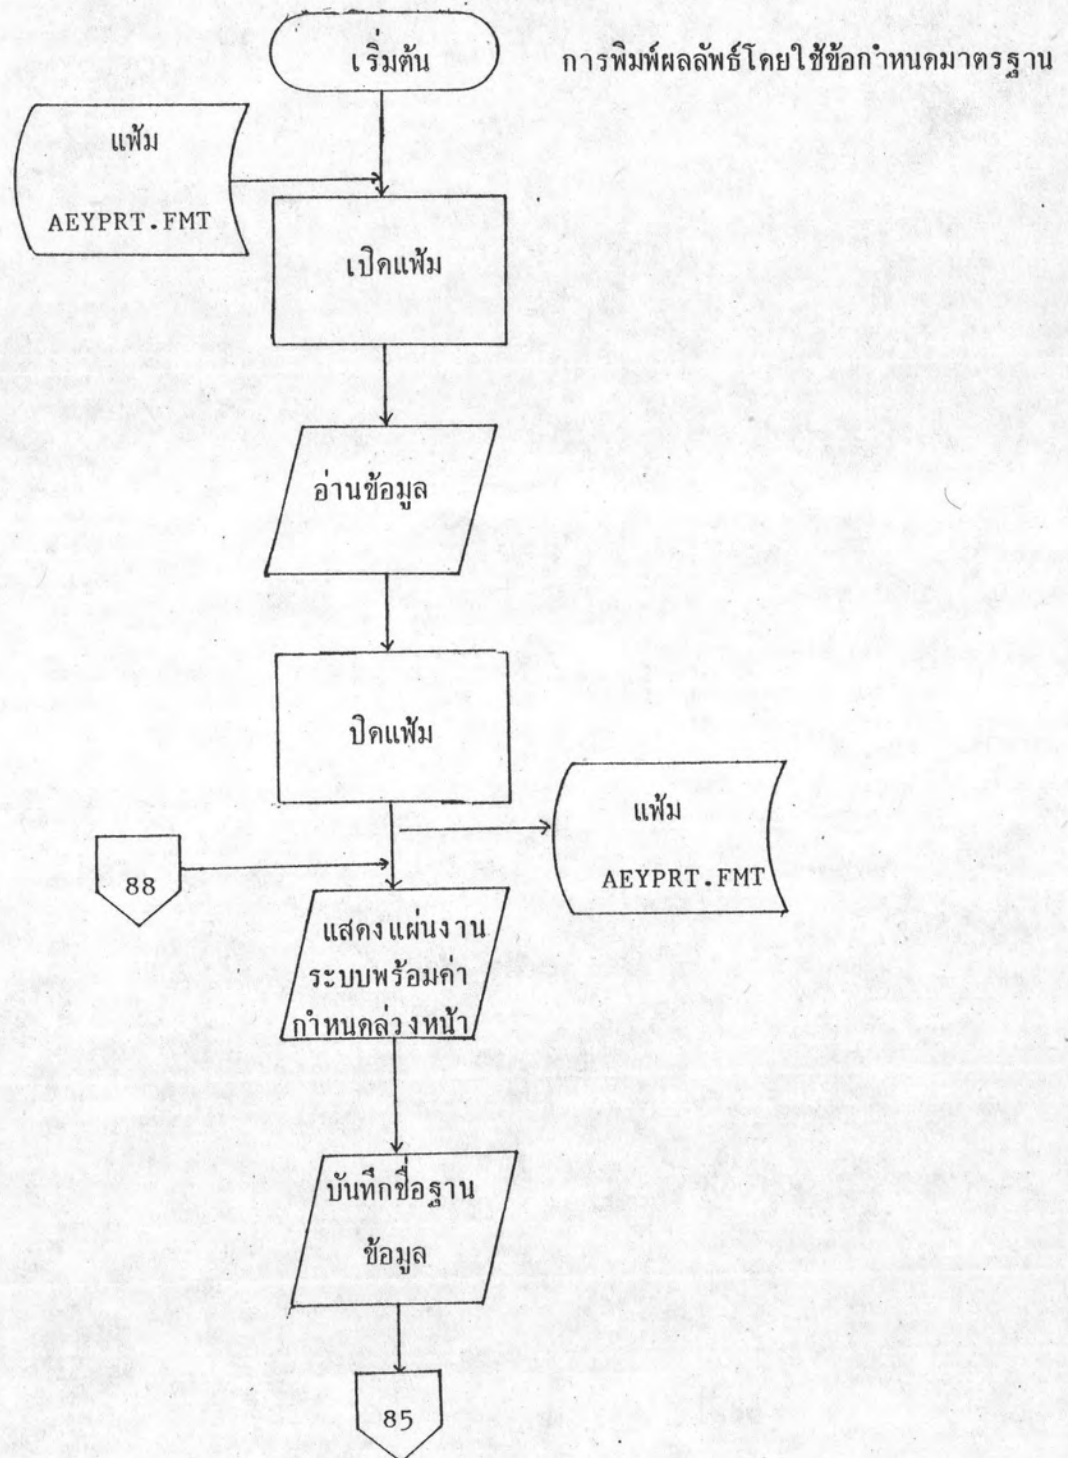 เริ่มต้น
การพิมพ์ผลลัพธ์โดยใช้ข้อกำหนดมาตรฐาน
แฟ้ม
AEYPRT.FMT
เปิดแฟ้ม
อ่านข้อมูล
ปิดแฟ้ม
แฟ้ม
AEYPRT.FMT
88
แสดงแผ่นงาน
ระบบพร้อมค่า
กำหนดล่วงหน้า
บันทึกชื่อฐาน
ข้อมูล
85